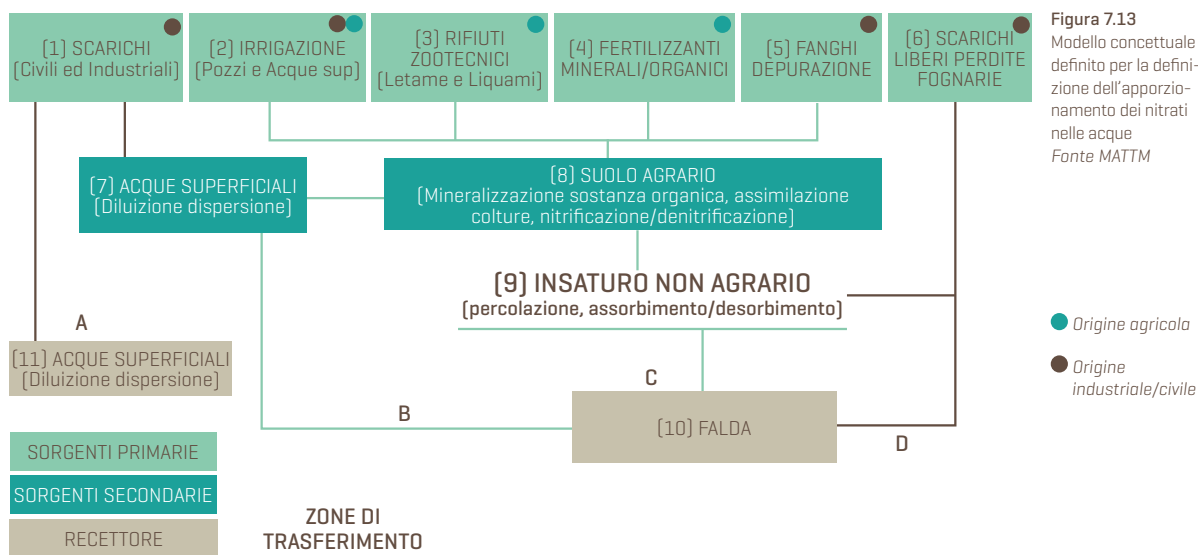 (1) SCARICHI
(Civili ed Industriali)
(2) IRRIGAZIONE
(Pozzi e Acque sup)
(3) RIFIUTI
ZOOTECNICI
(Letame e Liquami)
(4) FERTILIZZANTI
MINERALI/ORGANICI
(5) FANGHI
DEPURAZIONE
(6) SCARICHI
LIBERI PERDITE
FOGNARIE
Figura 7.13
Modello concettuale
definito per la defini-
zione dell'apporzio-
namento dei nitrati
nelle acque
Fonte MATTM
(7) ACQUE SUPERFICIALI
(Diluizione dispersione)
(8) SUOLO AGRARIO
(Mineralizzazione sostanza organica, assimilazione
colture, nitrificazione/denitrificazione)
(9) INSATURO NON AGRARIO
(percolazione, assorbimento/desorbimento)
A
(11) ACQUE SUPERFICIALI
(Diluizione dispersione)
B
C
(10) FALDA
D
Origine agricola
Origine
industriale/civile
SORGENTI PRIMARIE
SORGENTI SECONDARIE
RECETTORE
ZONE DI
TRASFERIMENTO